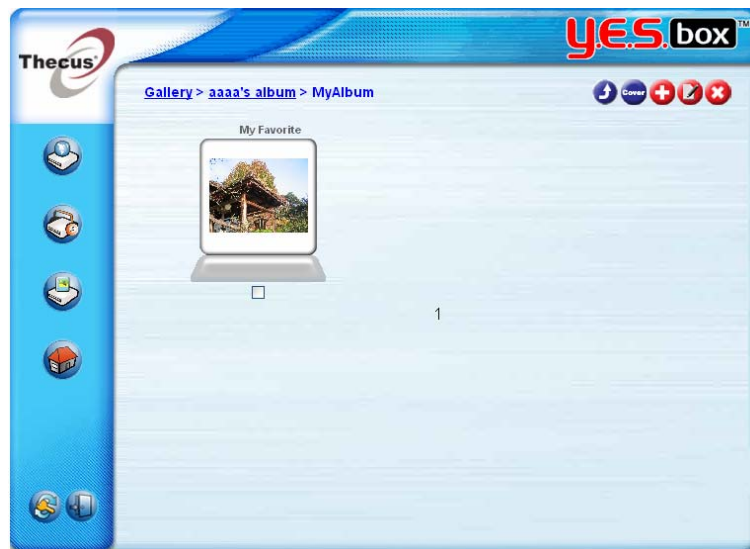 Thecus
Y.E.S. box TM
Gallery > aaaa's album > MyAlbum
Cover
My Favorite
1